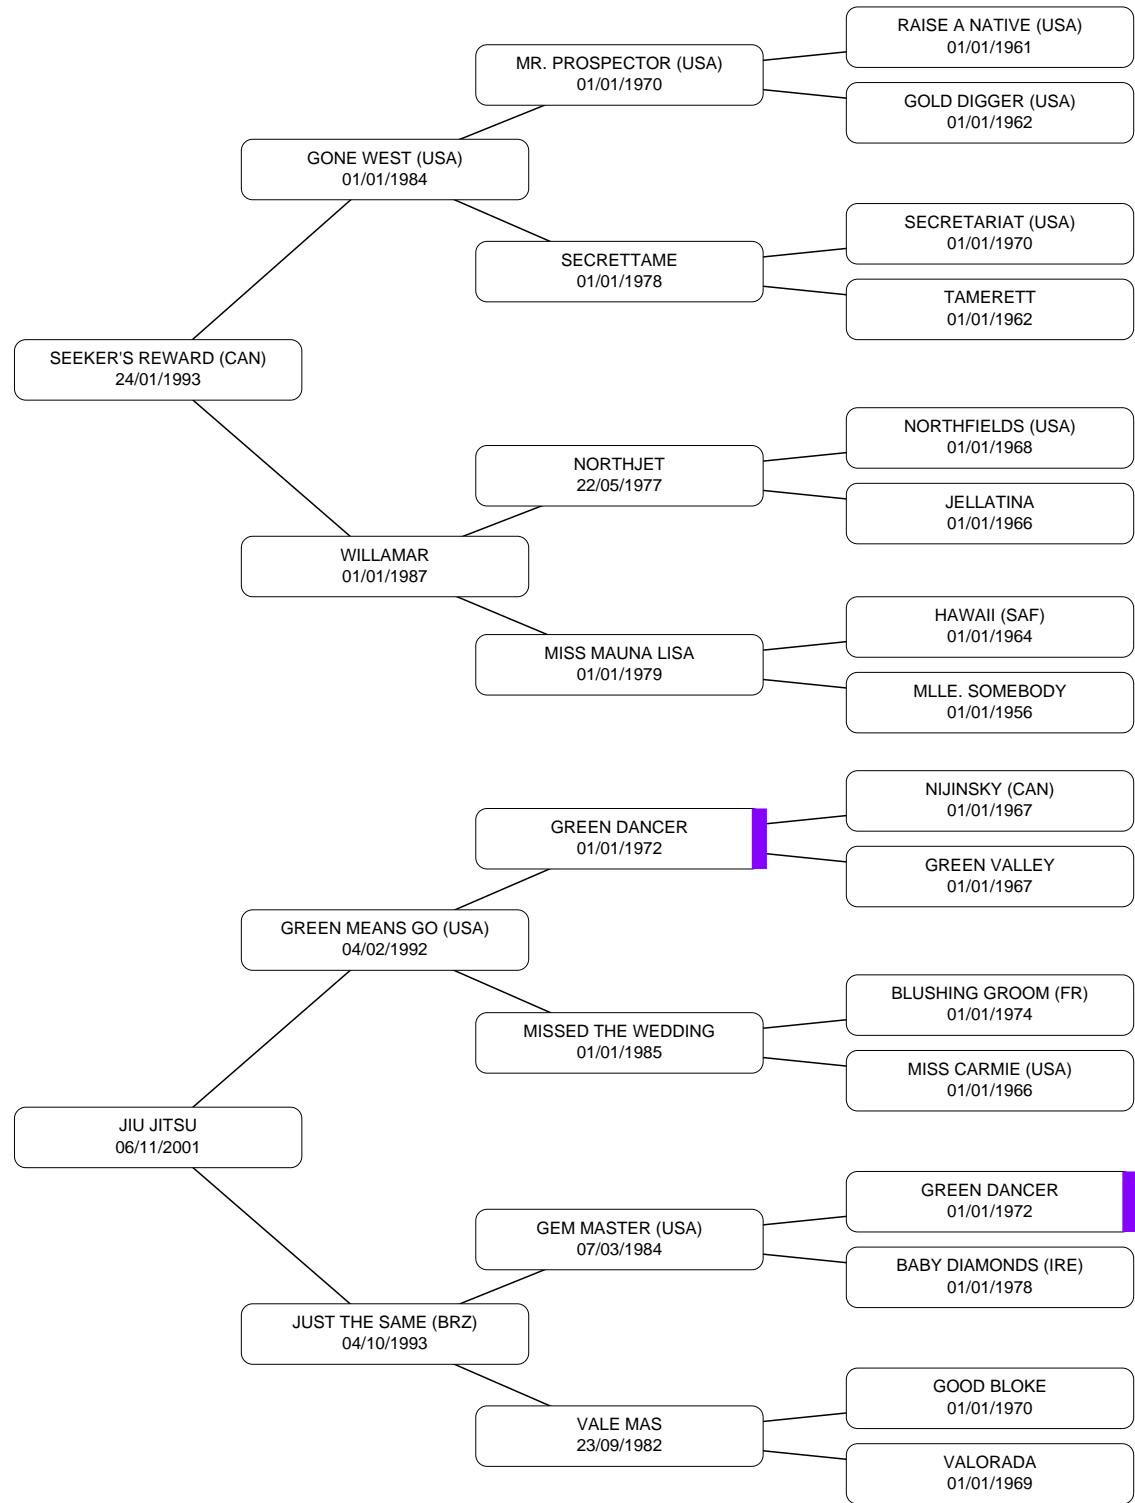 RAISE A NATIVE (USA)
01/01/1961
MR. PROSPECTOR (USA)
01/01/1970
GOLD DIGGER (USA)
01/01/1962
GONE WEST (USA)
01/01/1984
SECRETARIAT (USA)
01/01/1970
SECRETTAME
01/01/1978
TAMERETT
01/01/1962
SEEKER'S REWARD (CAN)
24/01/1993
NORTHFIELDS (USA)
01/01/1968
NORTHJET
22/05/1977
JELLATINA
01/01/1966
WILLAMAR
01/01/1987
HAWAII (SAF)
01/01/1964
MISS MAUNA LISA
01/01/1979
MLLE. SOMEBODY
01/01/1956
NIJINSKY (CAN)
01/01/1967
GREEN DANCER
01/01/1972
GREEN VALLEY
01/01/1967
GREEN MEANS GO (USA)
04/02/1992
BLUSHING GROOM (FR)
01/01/1974
MISSED THE WEDDING
01/01/1985
MISS CARMIE (USA)
01/01/1966
JIU JITSU
06/11/2001
GREEN DANCER
01/01/1972
GEM MASTER (USA)
07/03/1984
BABY DIAMONDS (IRE)
01/01/1978
JUST THE SAME (BRZ)
04/10/1993
GOOD BLOKE
01/01/1970
VALE MAS
23/09/1982
VALORADA
01/01/1969